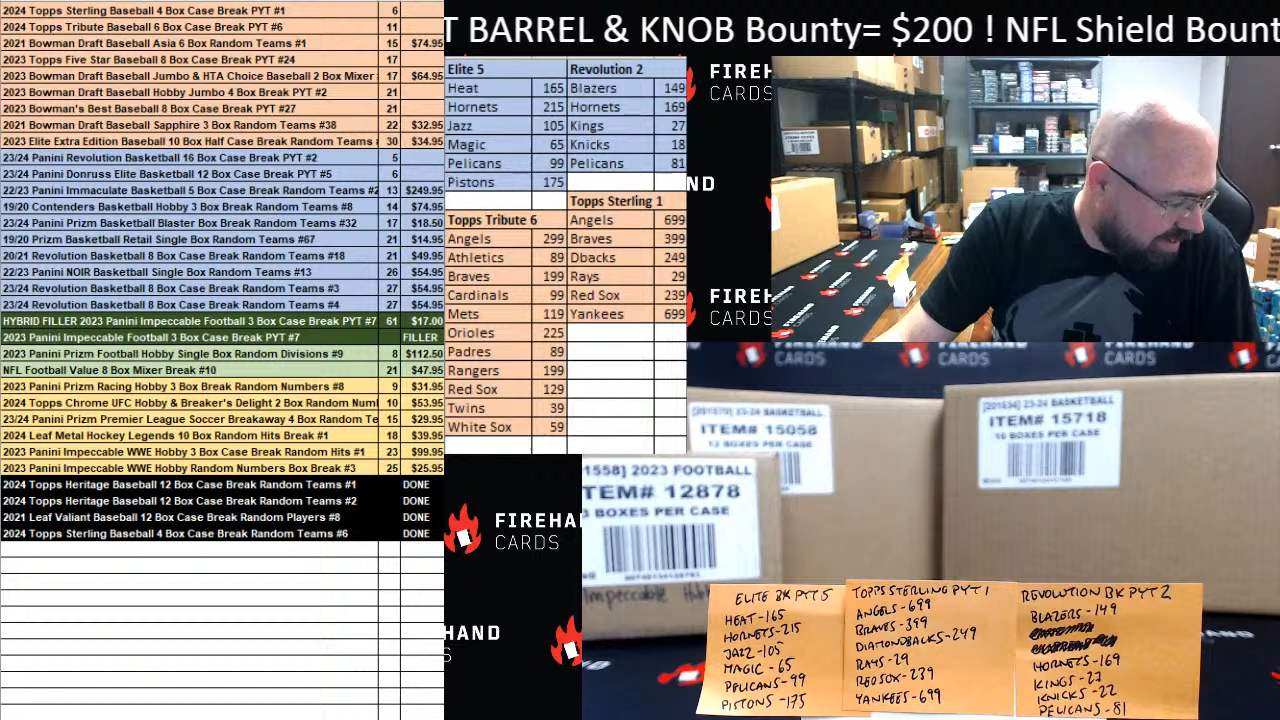 2024 Topps Sterling Baseball 4 Box Case Break PYT #1 6
2024 Topps Tribute Baseball 6 Box Case Break PYT #6 11
2021 Bowman Draft Baseball Asia 6 Box Random Teams #1 15 $74.95
2023 Topps Five Star Baseball 8 Box Case Break PYT #24 17
2023 Bowman Draft Baseball Jumbo & HTA Choice Baseball 2 Box Mixer 17 $64.95
2022 Bowman Draft Baseball Hobby Jumbo 4 Box Case Break PYT #2 21
2023 Bowman's Best Baseball 8 Box Case Break PYT #27 21
2021 Bowman Draft Baseball Sapphire 3 Box Random Teams #38 22 $32.95
2023 Elite Extra Edition Baseball 10 Box Half Case Break Random Teams 30 $34.95
23/24 Panini Revolution Basketball 16 Box Case Break PYT #2 5
23/24 Panini Donruss Elite Basketball 12 Box Case Break PYT #5 6
22/23 Panini Immaculate Basketball 5 Box Case Break Random Teams #2 13 $249.95
19/20 Contenders Basketball Hobby 3 Box Random Teams #8 14 $74.95
23/24 Panini Prizm Basketball Blaster Box Random Teams #32 17 $18.50
19/20 Prizm Basketball Retail Single Box Random Teams #67 21 $14.95
20/21 Revolution Basketball 8 Box Case Break Random Teams #18 21 $49.95
22/23 Panini NOIR Basketball Single Box Random Teams #13 26 $54.95
23/24 Revolution Basketball 8 Box Case Break Random Teams #3 27 $54.95
23/24 Revolution Basketball 8 Box Case Break Random Teams #4 27 $54.95
HYBRID FILLER 2023 Panini Impeccable Football 3 Box Case Break PYT #7 61 $17.00
2023 Panini Impeccable Football 3 Box Case Break PYT #7 FILLER
2023 Panini Prizm Football Hobby Single Box Random Divisions #9 8 $112.50
NFL Football Value 8 Box Mixer Break #10 21 $47.95
2023 Panini Prizm Racing Hobby 3 Box Break Random Numbers #8 9 $31.95
2024 Topps Chrome UFC Hobby & Breaker's Delight 2 Box Random Numl 10 $53.95
23/24 Panini Prizm Premier League Soccer Breakaway 4 Box Random Te 15 $29.95
2024 Leaf Metal Hockey Legends 10 Box Random Hits Break #1 18 $39.95
2023 Panini Impeccable WWE Hobby 3 Box Case Break Random Hits #1 23 $99.95
2023 Panini Impeccable WWE Hobby Random Numbers Box Break #3 25 $25.95
2024 Topps Heritage Baseball 12 Box Case Break Random Teams #1 DONE
2024 Topps Heritage Baseball 12 Box Case Break Random Teams #2 DONE
2021 Leaf Valiant Baseball 12 Box Case Break Random Players #8 DONE
2024 Topps Sterling Baseball 4 Box Case Break Random Teams #6 DONE
T BARREL & KNOB Bounty= $200 ! NFL Shield Bount
Elite 5
Heat 165
Hornets 215
Jazz 105
Magic 65
Pelicans 99
Pistons 175
Topps Tribute 6
Angels 299
Athletics 89
Braves 199
Cardinals 99
Mets 119
Orioles 225
Padres 89
Rangers 199
Red Sox 129
Twins 39
White Sox 59
Revolution 2
Blazers 149
Hornets 169
Kings 27
Knicks 18
Pelicans 81
Topps Sterling 1
Angels 699
Braves 399
Dbacks 249
Rays 29
Red Sox 239
Yankees 699
FIREH
CARDS
ND
FIREH
CARDS
FIREHAN
CARDS
HAND
S
1558] 2023 FOOTBALL
TEM# 12878
3 BOXES PER CASE
Impeccable
23-24 BASKETBALL
ITEM# 15058
12 BOXES PER CASE
23-24 BASKETBALL
ITEM# 15718
16 BOXES PER CASE
ELITE BK PYT 5
HEAT-165
HORNETS-215
JAZZ-105
MAGIC-65
PELICANS-99
PISTONS-175
TOPPS STERLING PYT 1
ANGELS-699
BRAVES-399
DIAMONDBACKS-249
RAYS-29
RED SOX-239
YANKEES-699
REVOLUTION BK PYT 2
BLAZERS-149
HORNETS-169
KINGS-27
KNICKS-22
PELICANS-81